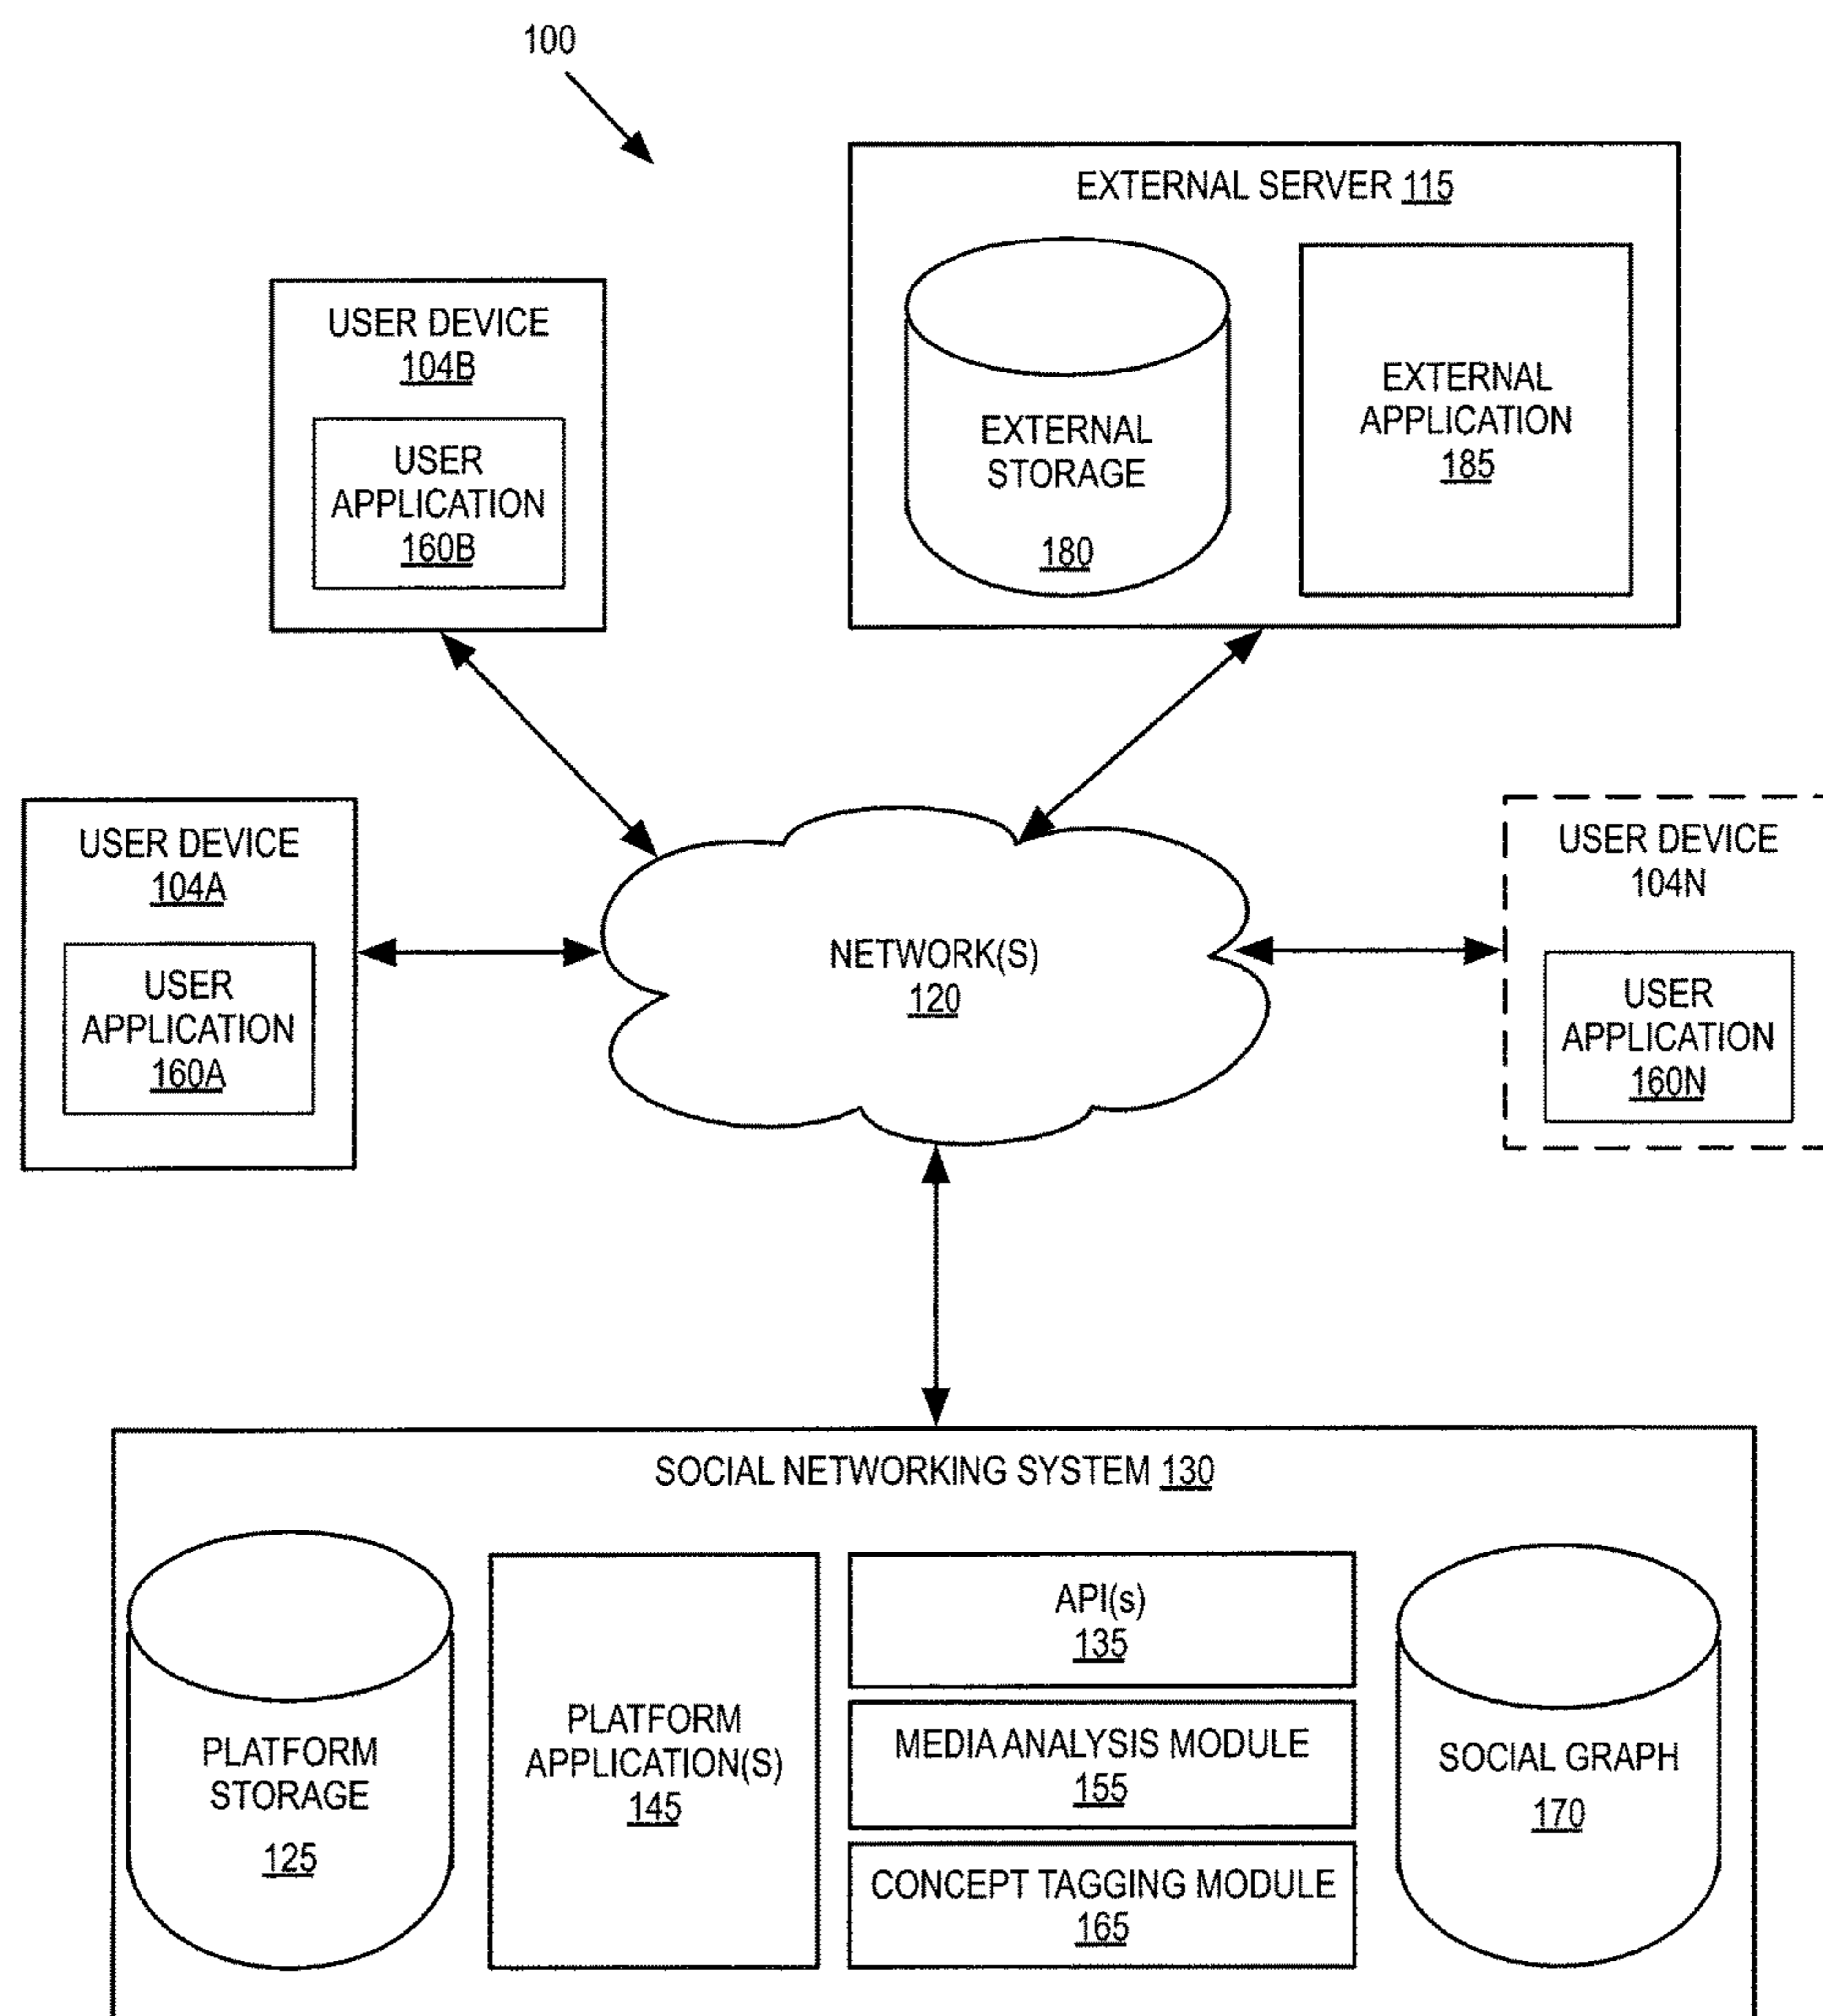 100
EXTERNAL SERVER 115
EXTERNAL
STORAGE
180
EXTERNAL
APPLICATION
185
USER DEVICE
104B
USER
APPLICATION
160B
USER DEVICE
104A
USER
APPLICATION
160A
NETWORK(S)
120
USER DEVICE
104N
USER
APPLICATION
160N
SOCIAL NETWORKING SYSTEM 130
PLATFORM
STORAGE
125
PLATFORM
APPLICATION(S)
145
API(s)
135
MEDIA ANALYSIS MODULE
155
CONCEPT TAGGING MODULE
165
SOCIAL GRAPH
170